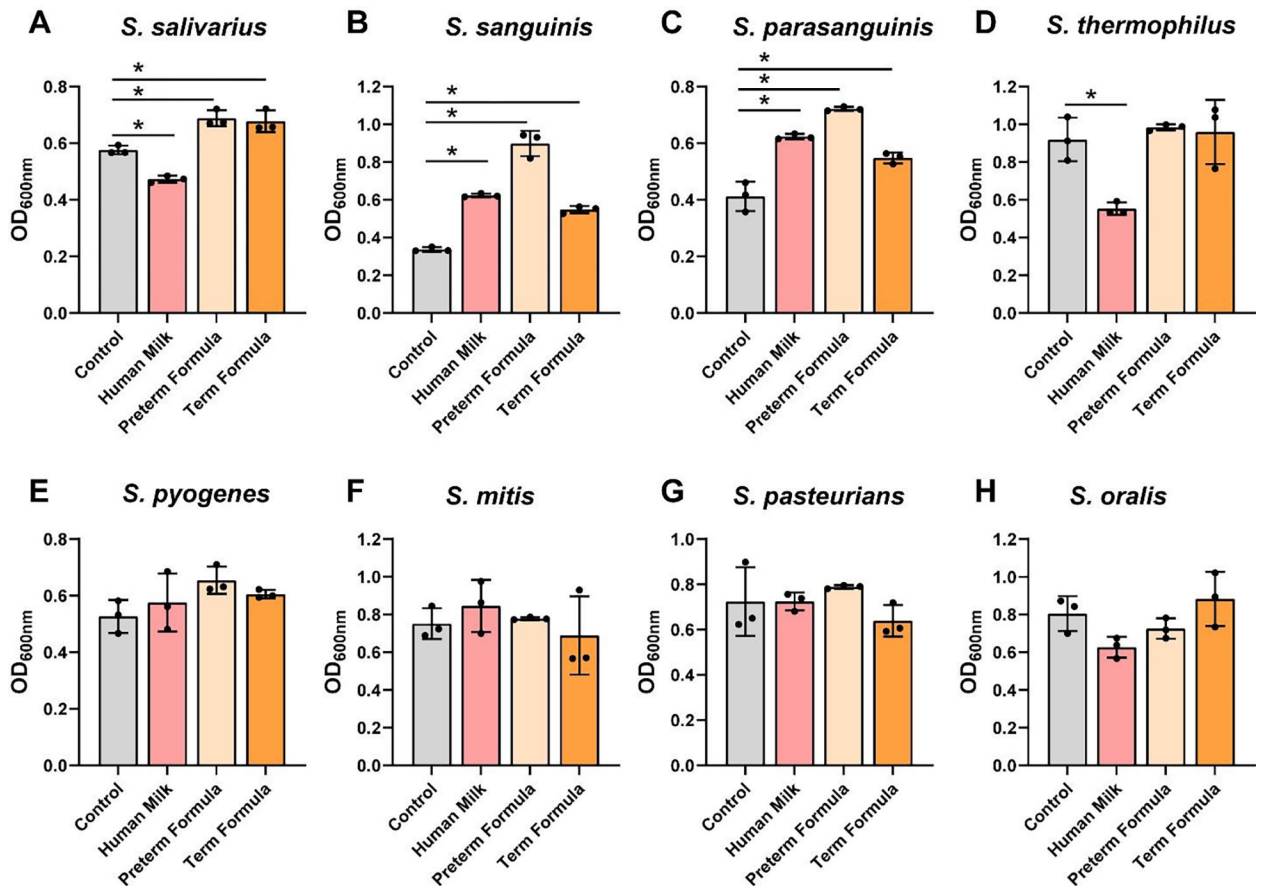 A S. salivarius
B S. sanguinis
C S. parasanguinis
D S. thermophilus
OD600nm
0.8
0.6
0.4
0.2
0.0
* * *
Control
Human Milk
Preterm Formula
Term Formula
OD600nm
1.2
1.0
0.8
0.6
0.4
0.2
0.0
* * *
Control
Human Milk
Preterm Formula
Term Formula
OD600nm
0.8
0.6
0.4
0.2
0.0
* * *
Control
Human Milk
Preterm Formula
Term Formula
OD600nm
1.2
1.0
0.8
0.6
0.4
0.2
0.0
*
Control
Human Milk
Preterm Formula
Term Formula
E S. pyogenes
F S. mitis
G S. pasteurians
H S. oralis
OD600nm
0.8
0.6
0.4
0.2
0.0
Control
Human Milk
Preterm Formula
Term Formula
OD600nm
1.2
1.0
0.8
0.6
0.4
0.2
0.0
Control
Human Milk
Preterm Formula
Term Formula
OD600nm
1.0
0.8
0.6
0.4
0.2
0.0
Control
Human Milk
Preterm Formula
Term Formula
OD600nm
1.2
1.0
0.8
0.6
0.4
0.2
0.0
Control
Human Milk
Preterm Formula
Term Formula